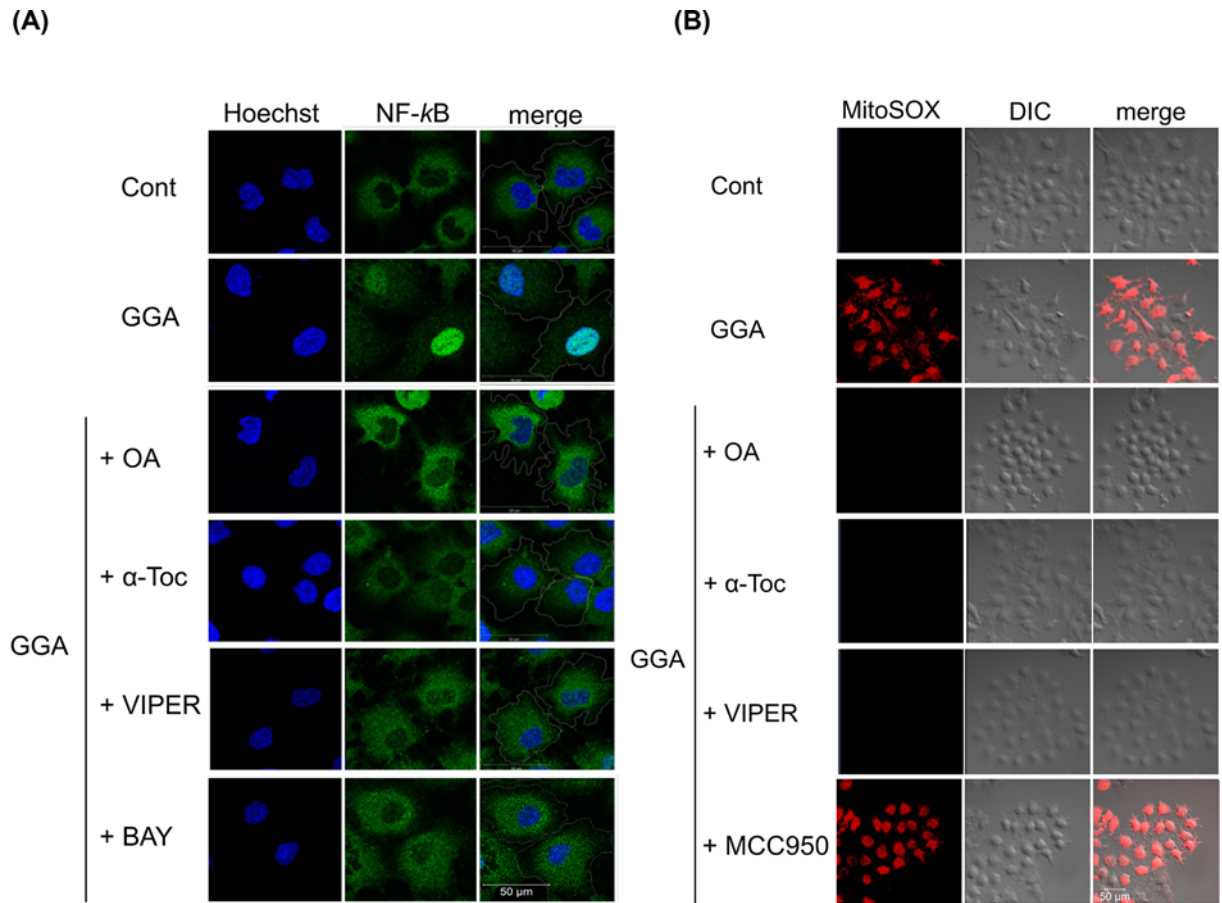 (A)
Hoechst NF-kB merge
Cont
GGA
+ OA
+ α-Toc
GGA
+ VIPER
+ BAY
50 µm
(B)
MitoSOX DIC merge
Cont
GGA
+ OA
+ α-Toc
GGA
+ VIPER
+ MCC950
50 µm